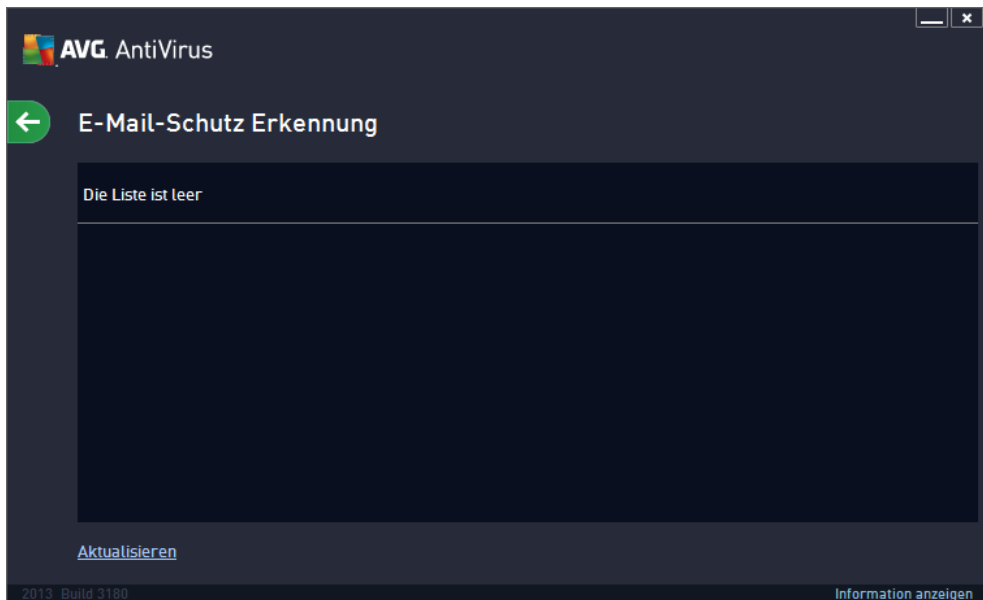 AVG. AntiVirus
E-Mail-Schutz Erkennung
Die Liste ist leer
Aktualisieren
2013 Build 3180
Information anzeigen